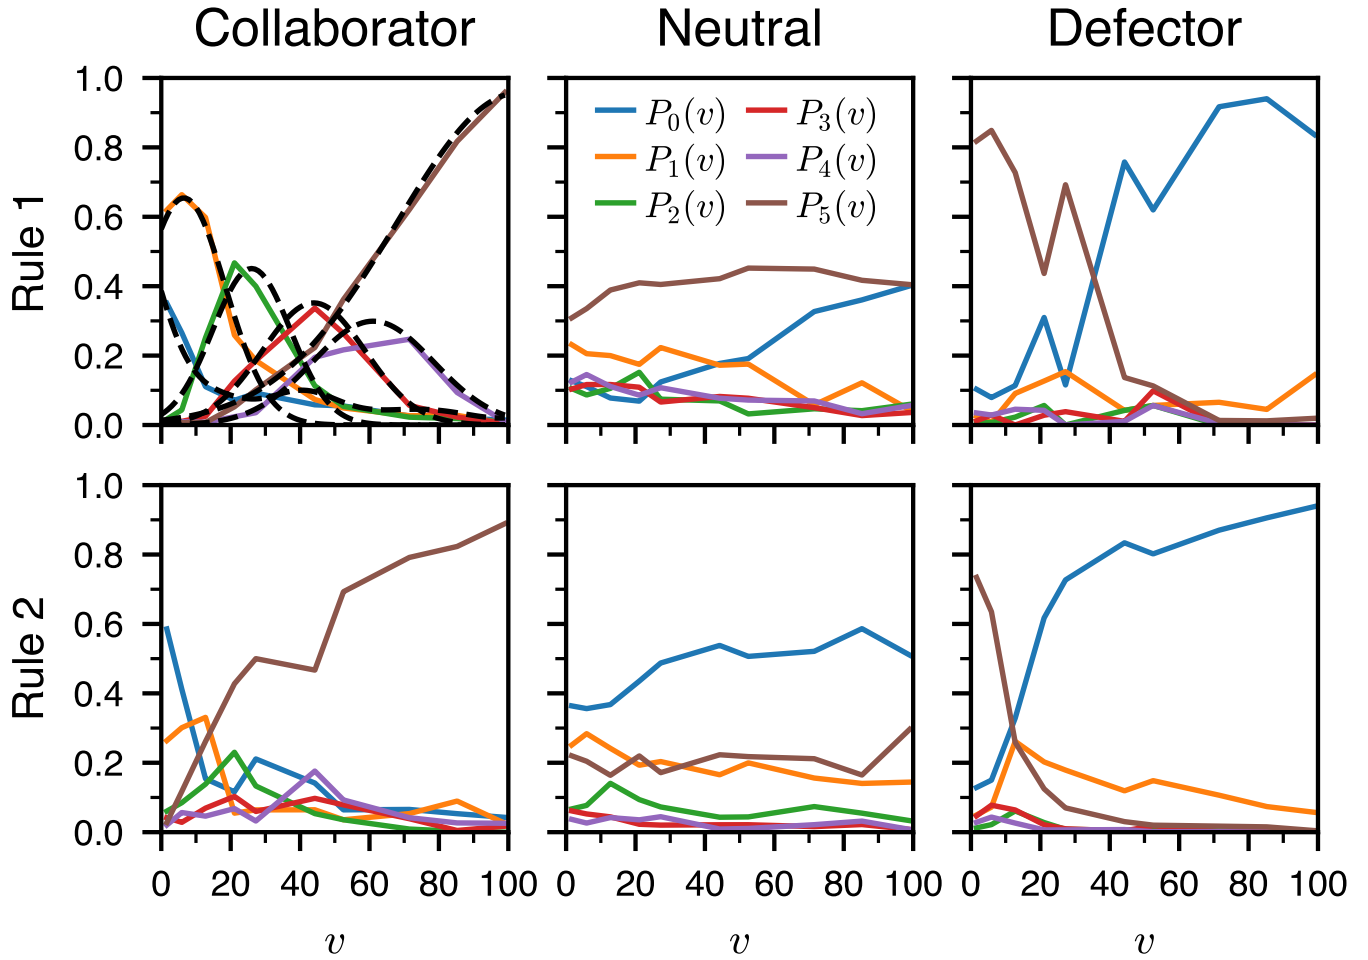 Collaborator Neutral Defector
Rule 1
1.0
0.8
0.6
0.4
0.2
0.0
P₀(v) P₃(v)
P₁(v) P₄(v)
P₂(v) P₅(v)
Rule 2
1.0
0.8
0.6
0.4
0.2
0.0
0 20 40 60 80 100 0 20 40 60 80 100 0 20 40 60 80 100
v v v